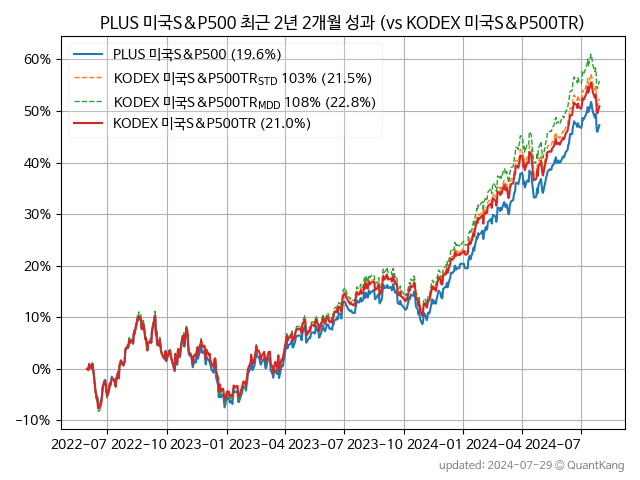 PLUS 미국S&P500 최근 2년 2개월 성과 (vs KODEX 미국S&P500TR)
PLUS 미국S&P500 (19.6%)
KODEX 미국S&P500TR_STD 103% (21.5%)
KODEX 미국S&P500TR_MDD 108% (22.8%)
KODEX 미국S&P500TR (21.0%)
60%
50%
40%
30%
20%
10%
0%
−10%
2022-07 2022-10 2023-01 2023-04 2023-07 2023-10 2024-01 2024-04 2024-07
updated: 2024-07-29 © QuantKang